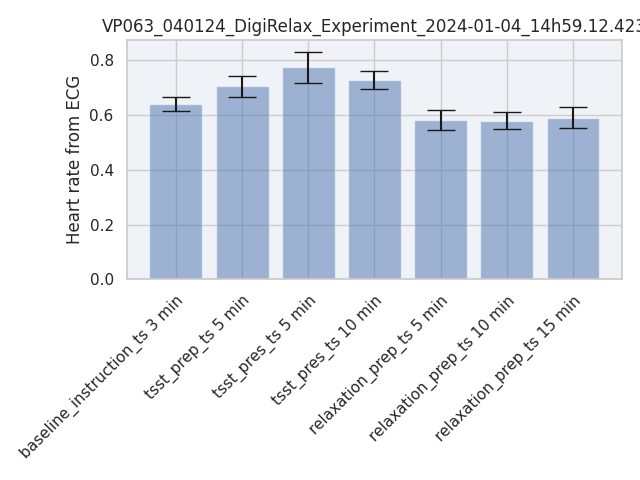 VP063_040124_DigiRelax_Experiment_2024-01-04_14h59.12.423
Heart rate from ECG
0.8
0.6
0.4
0.2
0.0
baseline_instruction_ts 3 min
tsst_prep_ts 5 min
tsst_pres_ts 5 min
tsst_pres_ts 10 min
relaxation_prep_ts 5 min
relaxation_prep_ts 10 min
relaxation_prep_ts 15 min